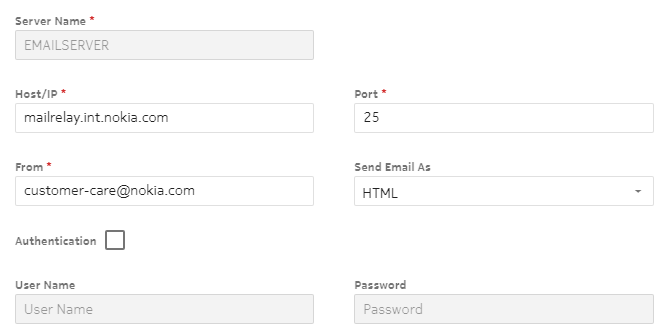 Server Name *
EMAILSERVER
Host/IP * Port *
mailrelay.int.nokia.com 25
From * Send Email As
customer-care@nokia.com HTML
Authentication
User Name Password
User Name Password